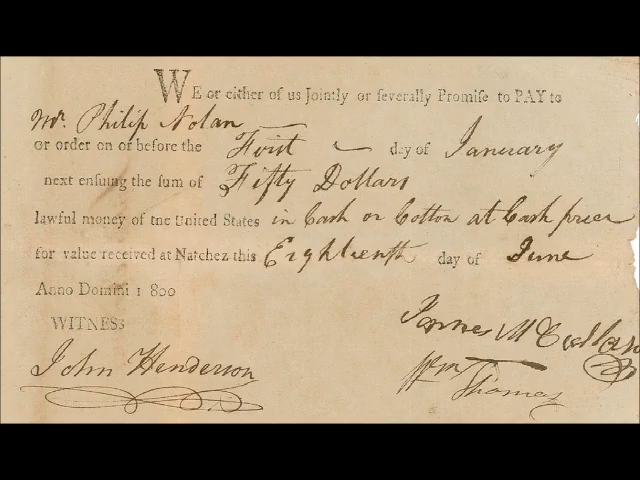 WE or either of us Jointly or severally Promise to PAY to
Mr. Philip Nolan
or order on or before the First day of January
next ensuing the sum of Fifty Dollars
lawful money of the United States in Cash or Cotton at Cash price
for value received at Natchez this Eighteenth day of June
Anno Domini 1800
WITNESS
James
John Henderson
Wm Thomas